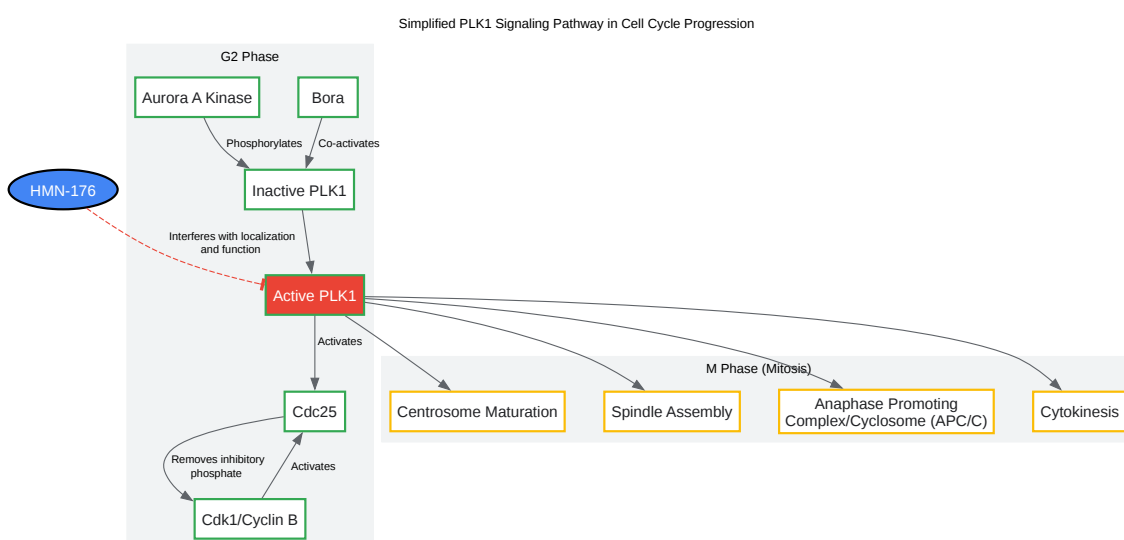 Simplified PLK1 Signaling Pathway in Cell Cycle Progression
G2 Phase
Aurora A Kinase
Bora
Phosphorylates
Co-activates
HMN-176
Inactive PLK1
Interferes with localization
and function
Active PLK1
Activates
M Phase (Mitosis)
Cdc25
Centrosome Maturation
Spindle Assembly
Anaphase Promoting
Complex/Cyclosome (APC/C)
Cytokinesis
Removes inhibitory
phosphate
Activates
Cdk1/Cyclin B